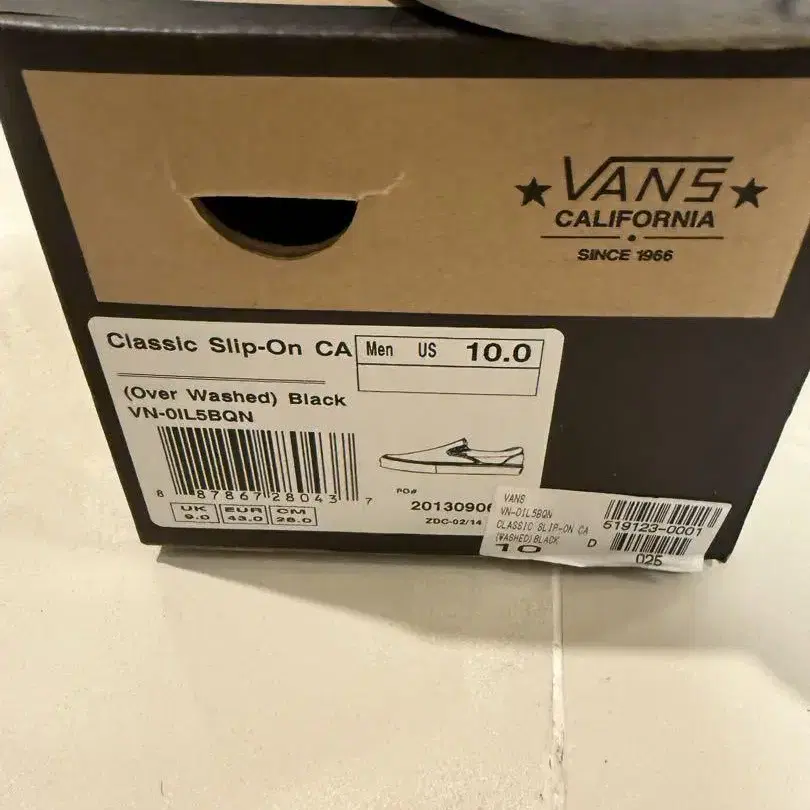 VANS
CALIFORNIA
SINCE 1966
Classic Slip-On CA
Men US 10.0
(Over Washed) Black
VN-0IL5BQN
8 87867 28043 7
UK EUR CM
9.0 43.0 28.0
PO#
2013090
ZDC-02/14
VANS
VN-0IL5BQN
CLASSIC SLIP-ON CA
(WASHED)BLACK
10
D
519123-0001
025